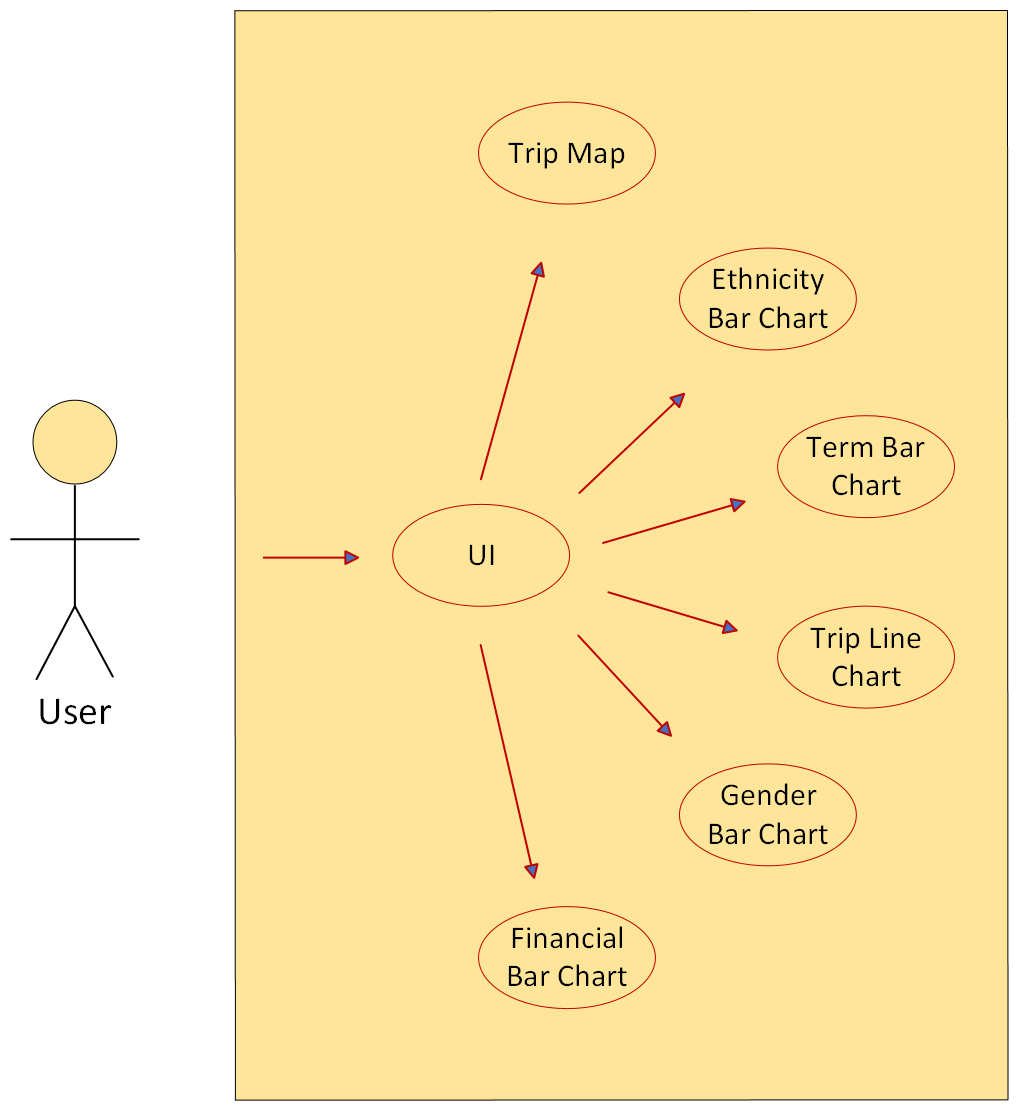 Trip Map
Ethnicity
Bar Chart
Term Bar
Chart
UI
Trip Line
Chart
User
Gender
Bar Chart
Financial
Bar Chart